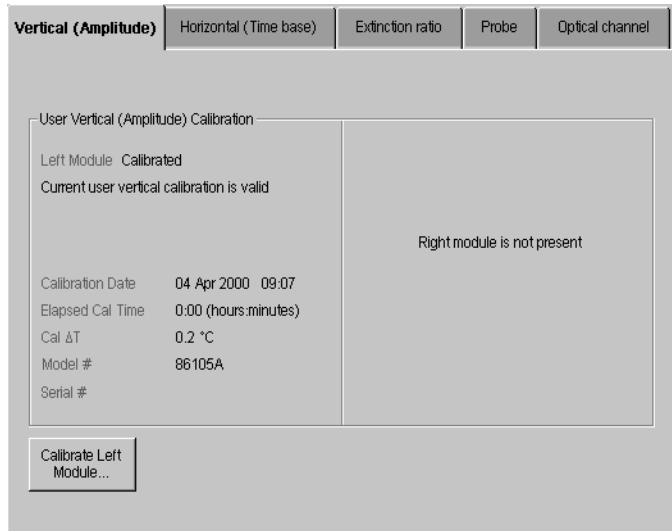 Vertical (Amplitude)
Horizontal (Time base)
Extinction ratio
Probe
Optical channel
User Vertical (Amplitude) Calibration
Left Module Calibrated
Current user vertical calibration is valid
Right module is not present
Calibration Date 04 Apr 2000 09:07
Elapsed Cal Time 0:00 (hours:minutes)
Cal ΔT 0.2 °C
Model # 86105A
Serial #
Calibrate Left
Module...